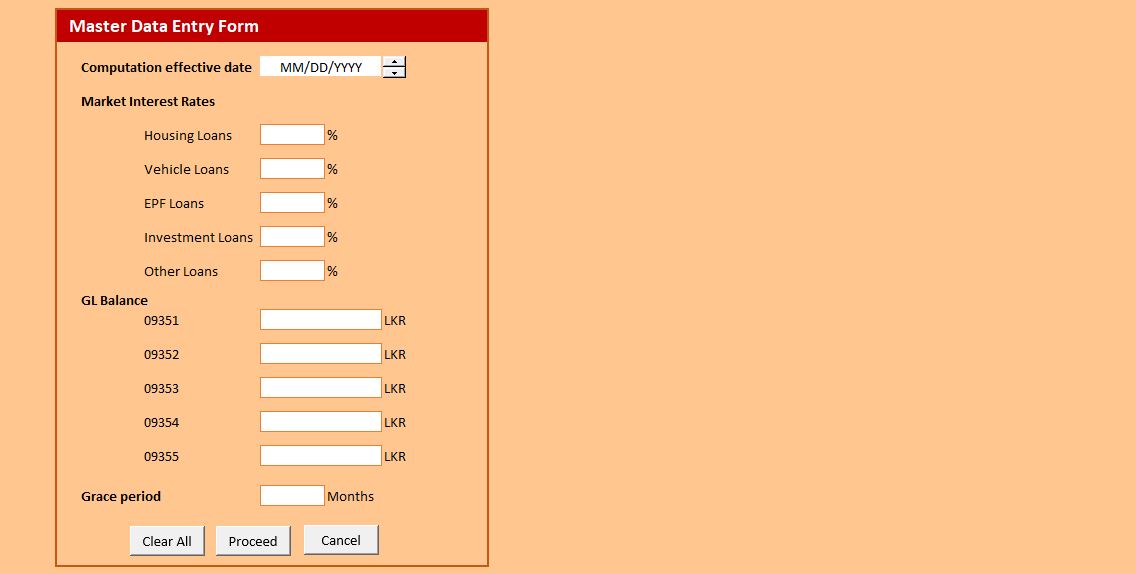 Master Data Entry Form
Computation effective date MM/DD/YYYY
Market Interest Rates
Housing Loans %
Vehicle Loans %
EPF Loans %
Investment Loans %
Other Loans %
GL Balance
09351 LKR
09352 LKR
09353 LKR
09354 LKR
09355 LKR
Grace period Months
Clear All Proceed Cancel